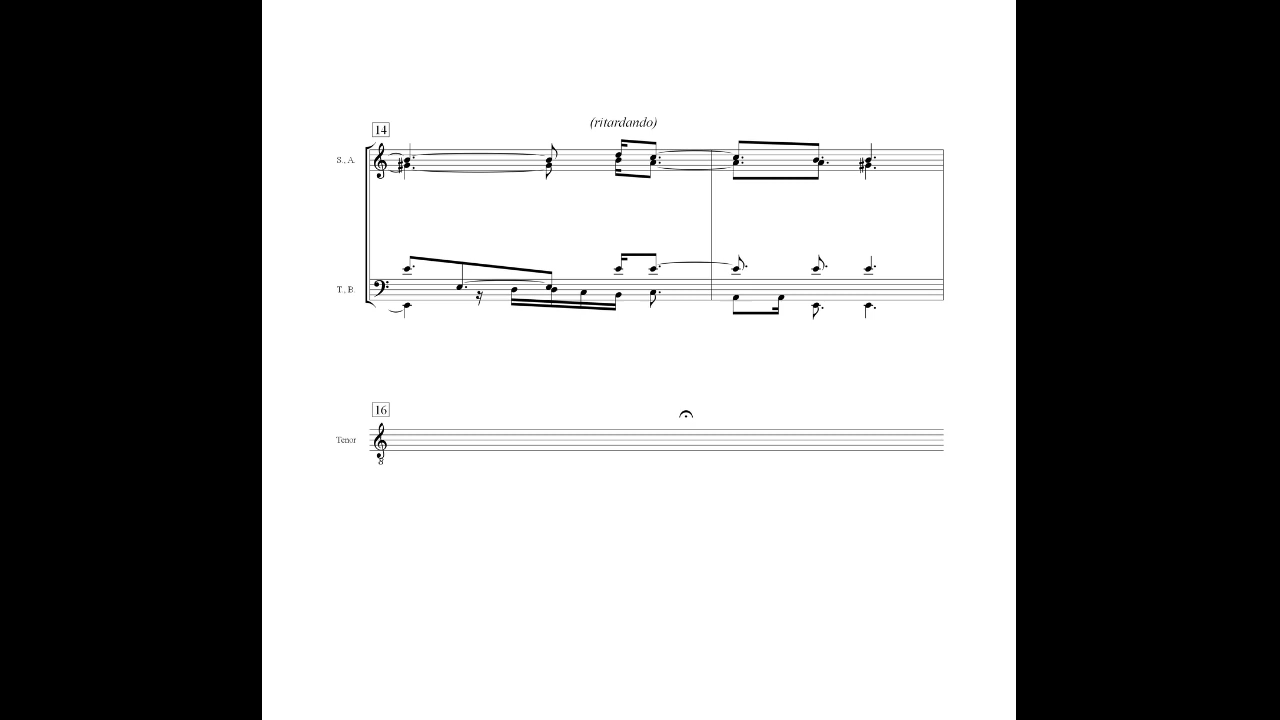 (ritardando)
14
S., A.
T., B.
16
Tenor
8